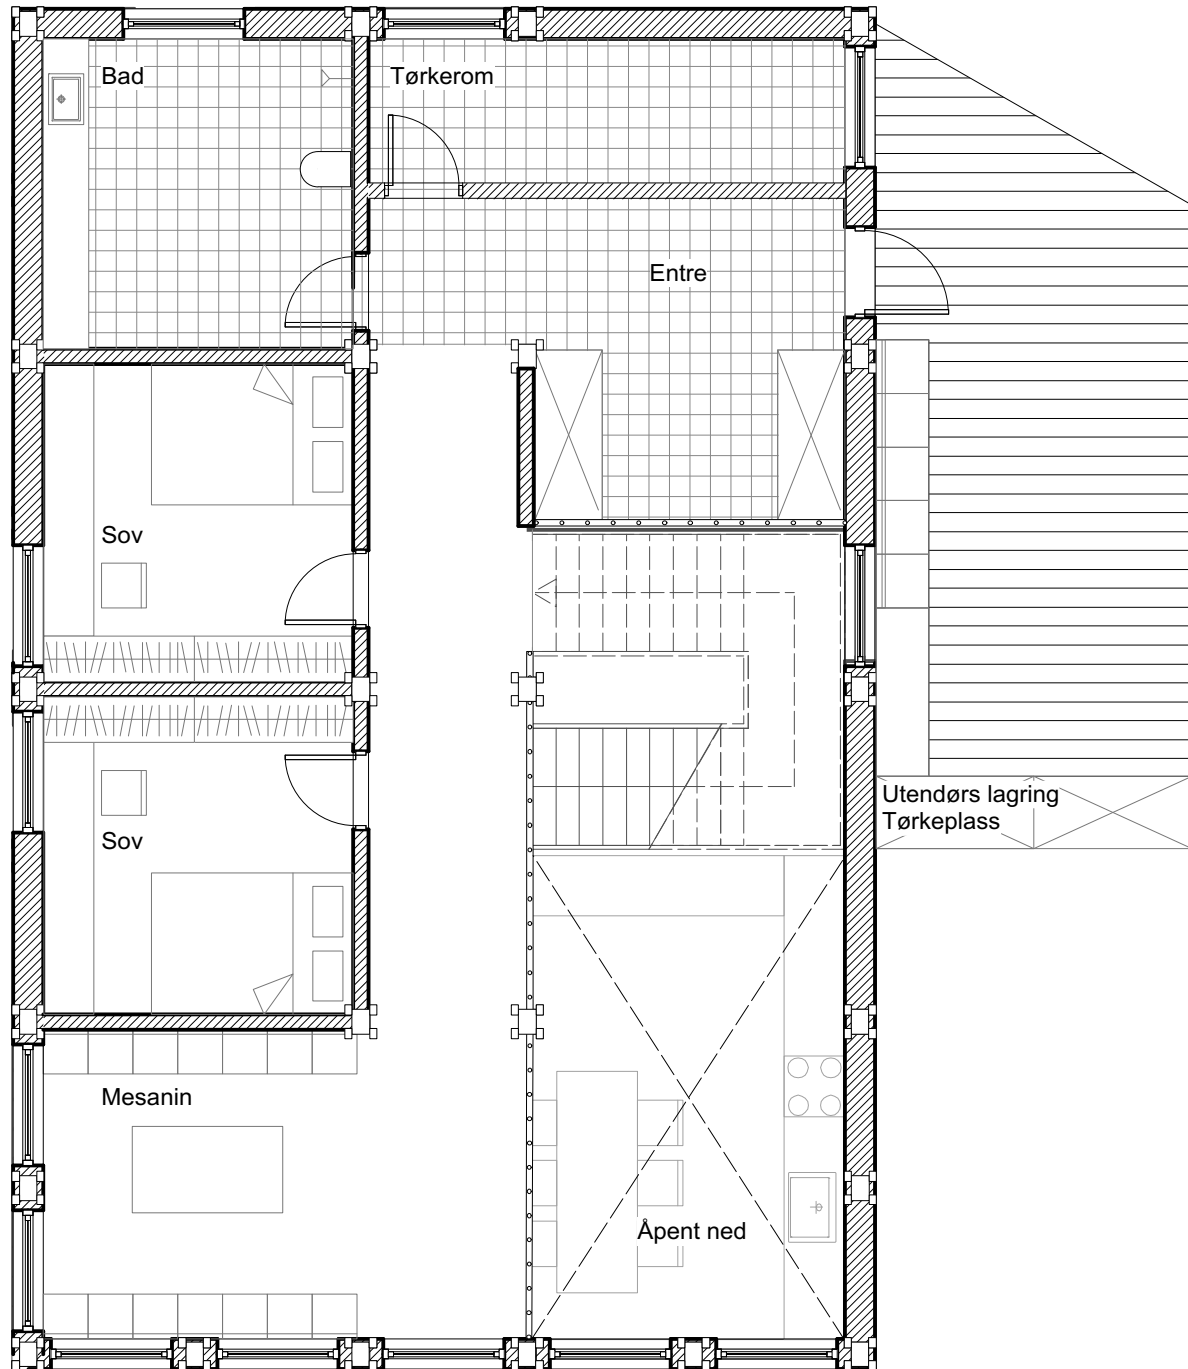 Bad
Tørkerom
Entre
Sov
Utendørs lagring
Tørkeplass
Sov
Mesanin
Åpent ned